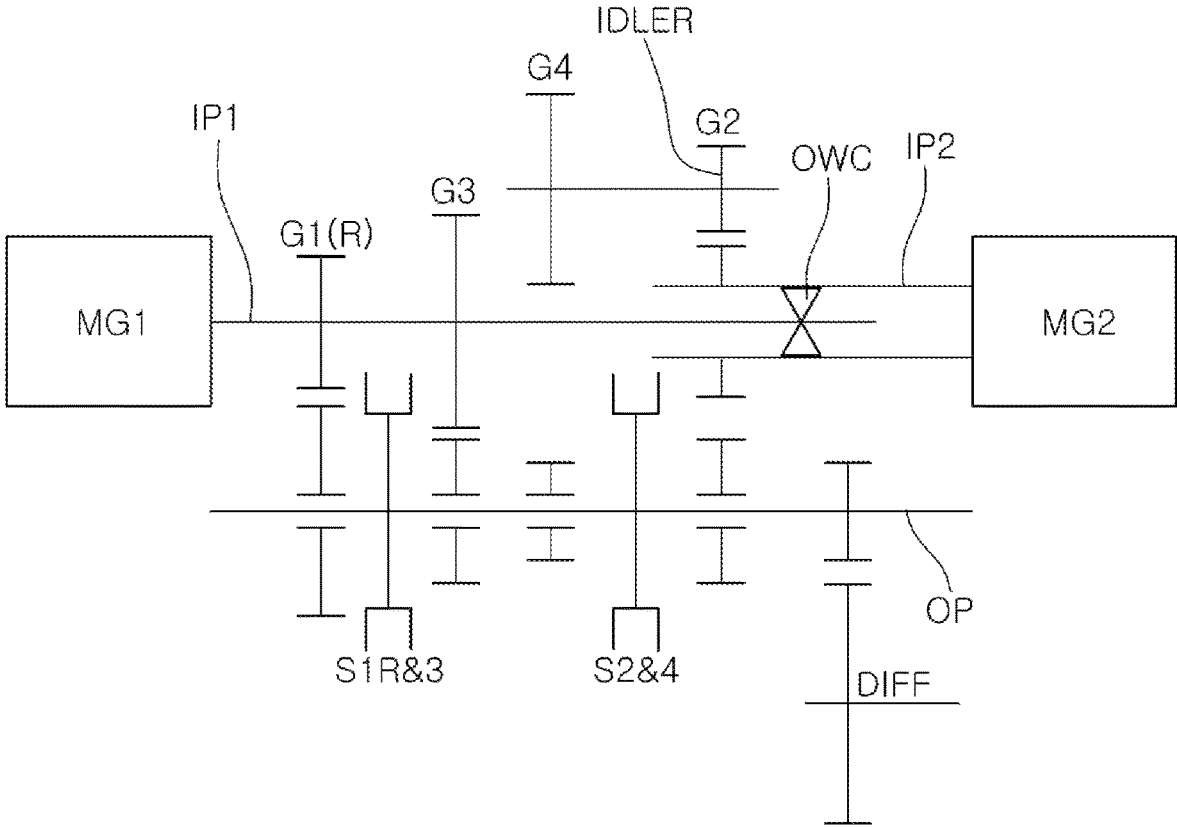 IDLER
G4
IP1
G2
OWC
IP2
G3
G1(R)
MG1
MG2
OP
S1R&3
S2&4
DIFF